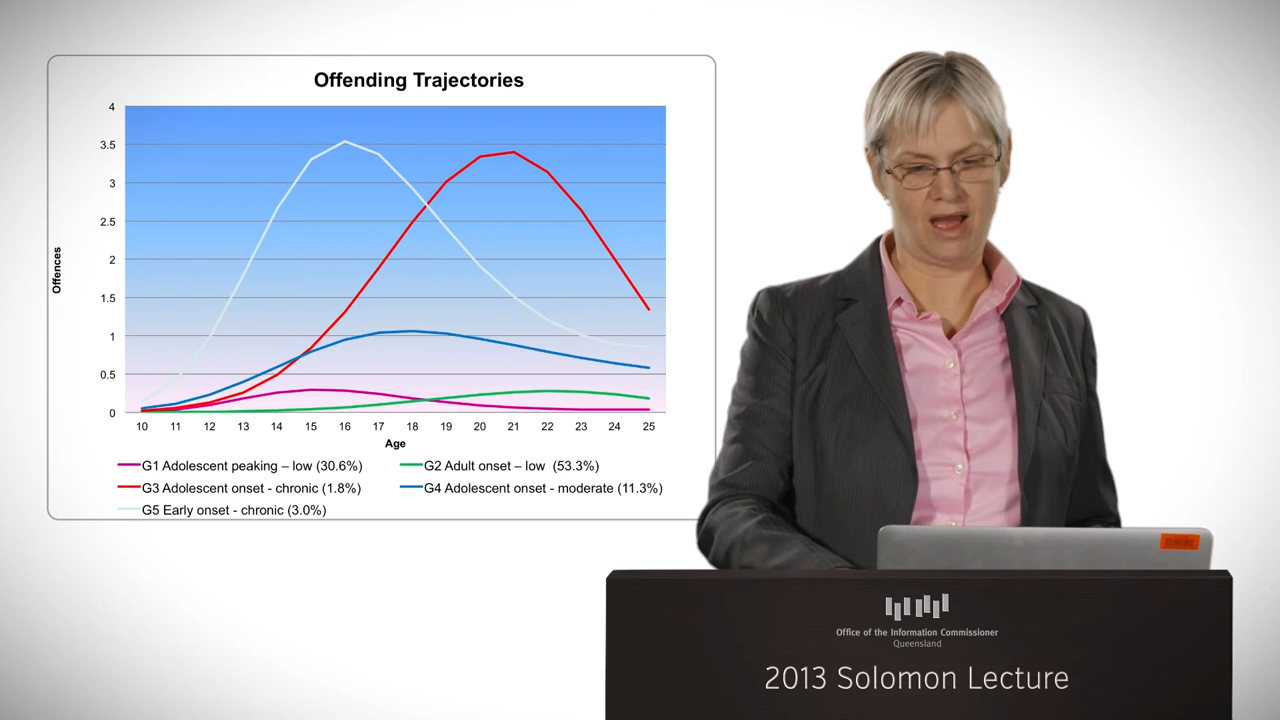 Offending Trajectories
4
3.5
3
2.5
2
1.5
1
0.5
0
Offences
10 11 12 13 14 15 16 17 18 19 20 21 22 23 24 25
Age
G1 Adolescent peaking – low (30.6%) G2 Adult onset – low (53.3%)
G3 Adolescent onset - chronic (1.8%) G4 Adolescent onset - moderate (11.3%)
G5 Early onset - chronic (3.0%)
Office of the Information Commissioner
Queensland
2013 Solomon Lecture